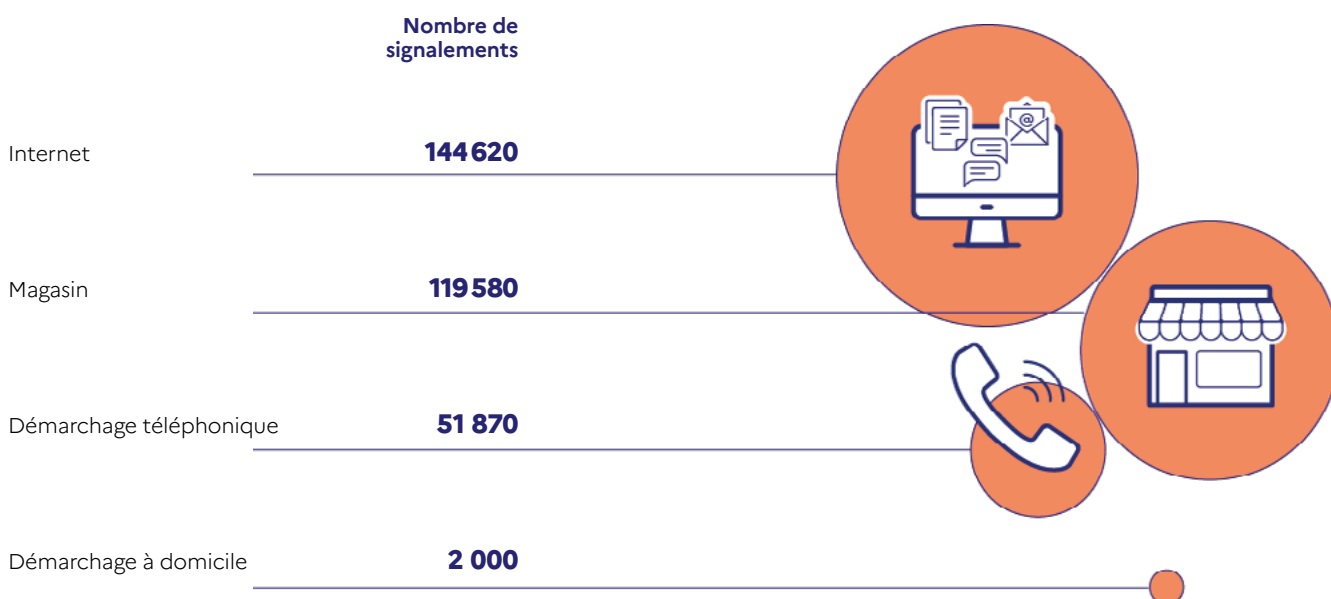 Nombre de
signalements
Internet 144 620
Magasin 119 580
Démarchage téléphonique 51 870
Démarchage à domicile 2 000
@